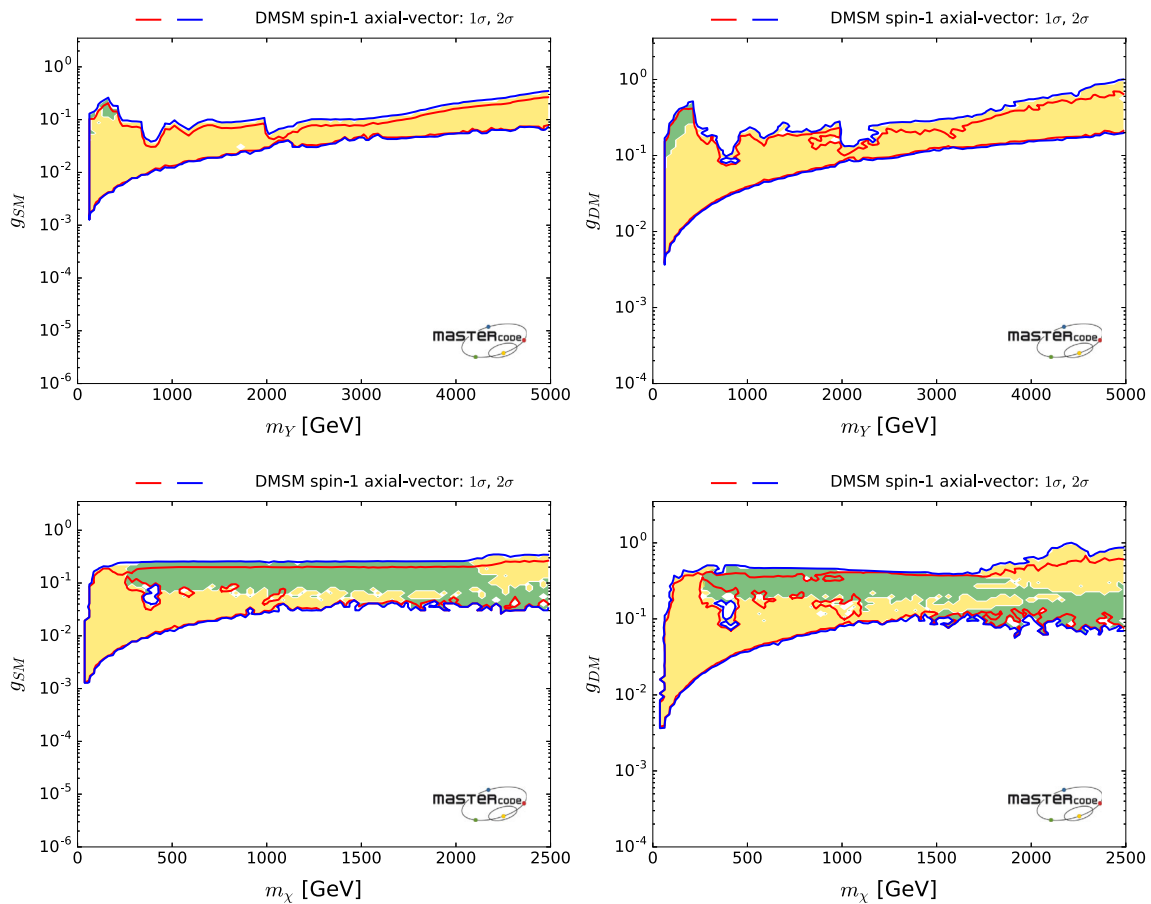 DMSM spin-1 axial-vector: 1σ, 2σ
g_SM
10^0
10^-1
10^-2
10^-3
10^-4
10^-5
10^-6
MASTERCODE
0 1000 2000 3000 4000 5000
m_Y [GeV]
DMSM spin-1 axial-vector: 1σ, 2σ
g_DM
10^0
10^-1
10^-2
10^-3
10^-4
MASTERCODE
0 1000 2000 3000 4000 5000
m_Y [GeV]
DMSM spin-1 axial-vector: 1σ, 2σ
g_SM
10^0
10^-1
10^-2
10^-3
10^-4
10^-5
10^-6
MASTERCODE
0 500 1000 1500 2000 2500
m_χ [GeV]
DMSM spin-1 axial-vector: 1σ, 2σ
g_DM
10^0
10^-1
10^-2
10^-3
10^-4
MASTERCODE
0 500 1000 1500 2000 2500
m_χ [GeV]